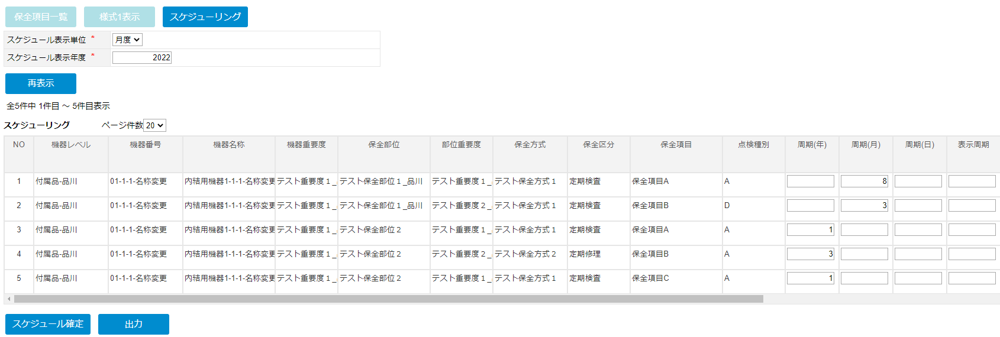 保全項目一覧 様式1表示 スケジューリング
スケジュール表示単位 * 月度
スケジュール表示年度 * 2022
再表示
全5件中 1件目 ～ 5件目表示
スケジューリング ページ件数 20
NO 機器レベル 機器番号 機器名称 機器重要度 保全部位 部位重要度 保全方式 保全区分 保全項目 点検種別 周期(年) 周期(月) 周期(日) 表示周期
1 付属品-品川 01-1-1-名称変更 内結用機器1-1-1-名称変更 テスト重要度１_ テスト保全部位１_品川 テスト重要度１_ テスト保全方式１ 定期検査 保全項目A A 8
2 付属品-品川 01-1-1-名称変更 内結用機器1-1-1-名称変更 テスト重要度１_ テスト保全部位１_品川 テスト重要度２_ テスト保全方式１ 定期検査 保全項目B D 3
3 付属品-品川 01-1-1-名称変更 内結用機器1-1-1-名称変更 テスト重要度１_ テスト保全部位２ テスト重要度１_ テスト保全方式１ 定期検査 保全項目A A 1
4 付属品-品川 01-1-1-名称変更 内結用機器1-1-1-名称変更 テスト重要度１_ テスト保全部位２ テスト重要度２_ テスト保全方式２ 定期修理 保全項目B A 3
5 付属品-品川 01-1-1-名称変更 内結用機器1-1-1-名称変更 テスト重要度１_ テスト保全部位２ テスト重要度１_ テスト保全方式１ 定期検査 保全項目C A 1
スケジュール確定 出力